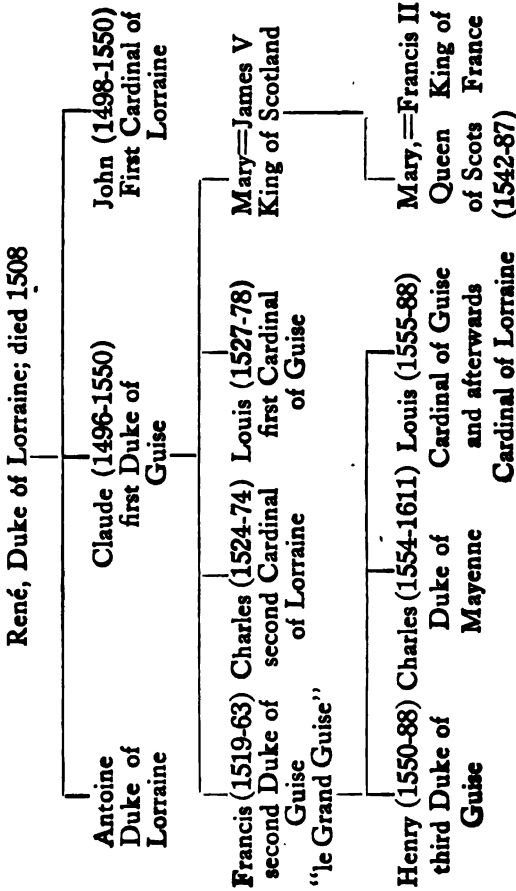 René, Duke of Lorraine; died 1508
Antoine
Duke of
Lorraine
Claude (1496-1550)
first Duke of
Guise
John (1498-1550)
First Cardinal of
Lorraine
Francis (1519-63)
second Duke of
Guise
“le Grand Guise”
Charles (1524-74)
second Cardinal
of Lorraine
Louis (1527-78)
first Cardinal
of Guise
Mary=James V
King of Scotland
Henry (1550-88)
third Duke of
Guise
Charles (1554-1611)
Duke of
Mayenne
Louis (1555-88)
Cardinal of Guise
and afterwards
Cardinal of Lorraine
Mary,=Francis II
Queen King of
of Scots France
(1542-87)